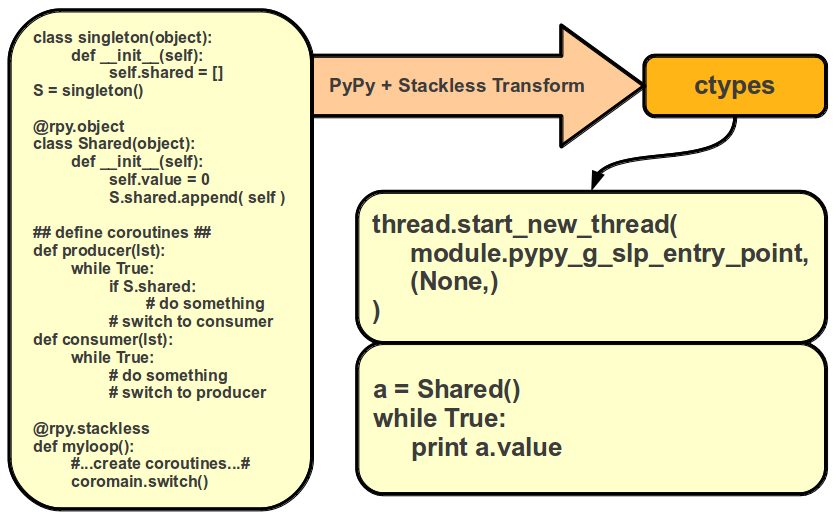 class singleton(object):
def __init__(self):
self.shared = []
S = singleton()
@rpy.object
class Shared(object):
def __init__(self):
self.value = 0
S.shared.append( self )
## define coroutines ##
def producer(lst):
while True:
if S.shared:
# do something
# switch to consumer
def consumer(lst):
while True:
# do something
# switch to producer
@rpy.stackless
def myloop():
#...create coroutines...#
coromain.switch()
PyPy + Stackless Transform
ctypes
thread.start_new_thread(
module.pypy_g_slp_entry_point,
(None,)
)
a = Shared()
while True:
print a.value